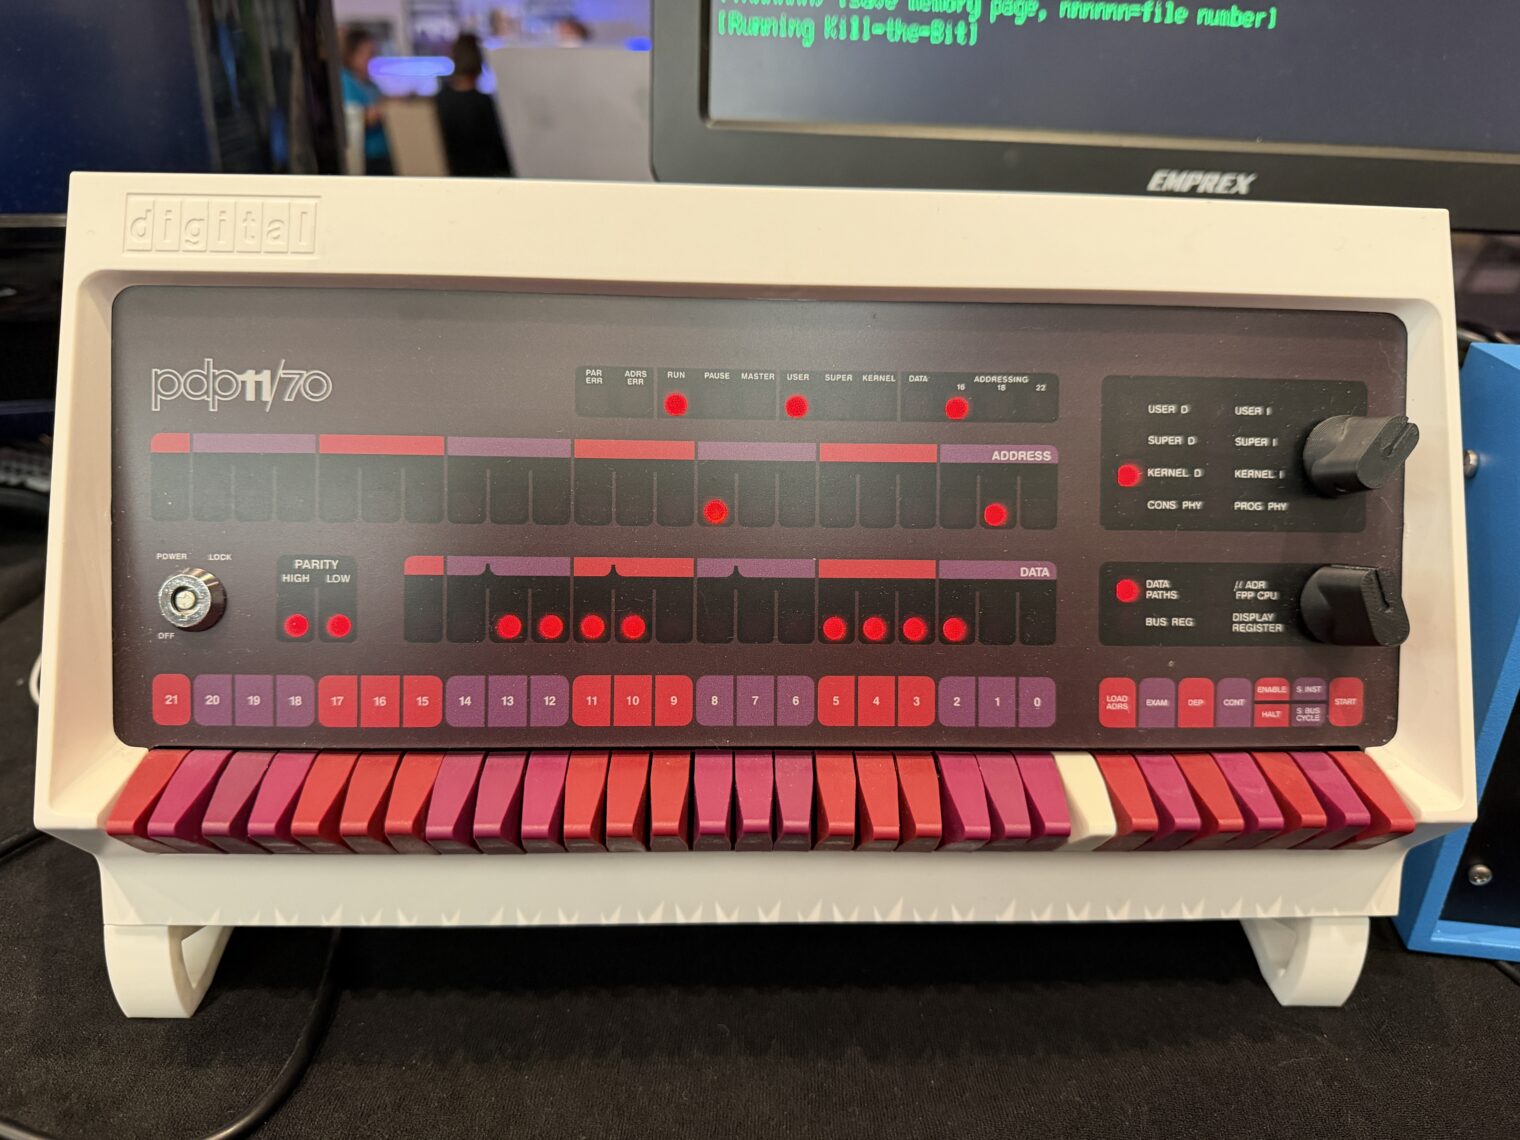 save memory page, nnnnnn=file number]
[Running Kill-the-Bit]
EMPREX
digital
pdp11/70
PAR ERR
ADRS ERR
RUN
PAUSE
MASTER
USER
SUPER
KERNEL
DATA
ADDRESSING
16
18
22
ADDRESS
USER D
USER I
SUPER D
SUPER I
KERNEL D
KERNEL I
CONS PHY
PROG PHY
POWER
LOCK
OFF
PARITY
HIGH
LOW
DATA
DATA PATHS
μ ADR FPP CPU
BUS REG
DISPLAY REGISTER
21 20 19 18 17 16 15 14 13 12 11 10 9 8 7 6 5 4 3 2 1 0
LOAD ADRS
EXAM
DEP
CONT
ENABLE
HALT
S INST
S BUS CYCLE
START